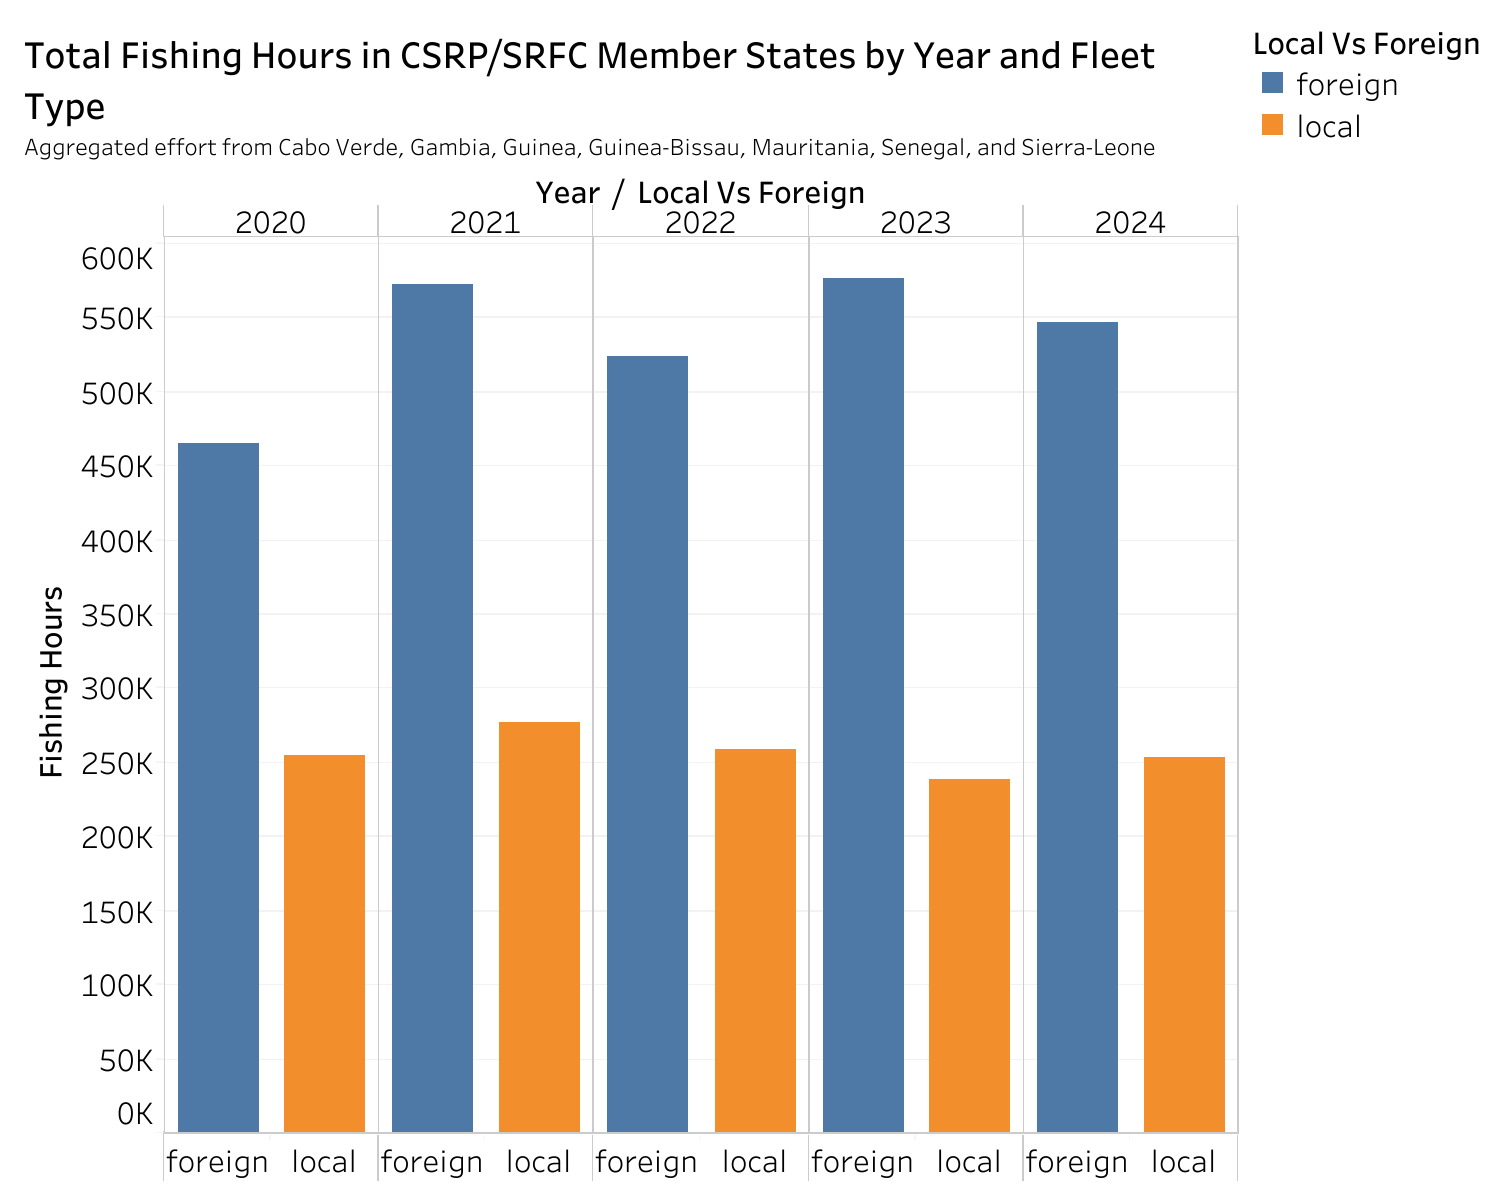 Total Fishing Hours in CSRP/SRFC Member States by Year and Fleet
Type
Aggregated effort from Cabo Verde, Gambia, Guinea, Guinea-Bissau, Mauritania, Senegal, and Sierra-Leone
Local Vs Foreign
foreign
local
Year / Local Vs Foreign
2020 2021 2022 2023 2024
Fishing Hours
600K
550K
500K
450K
400K
350K
300K
250K
200K
150K
100K
50K
0K
foreign local foreign local foreign local foreign local foreign local